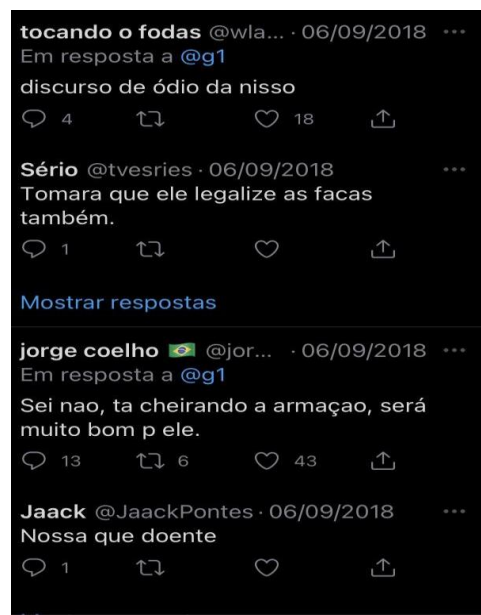 tocando o fodas @wla... · 06/09/2018
Em resposta a @g1
discurso de ódio da nisso
4 18
Sério @tvesries · 06/09/2018
Tomara que ele legalize as facas
também.
1
Mostrar respostas
jorge coelho 🇧🇷 @jor... · 06/09/2018
Em resposta a @g1
Sei nao, ta cheirando a armaçao, será
muito bom p ele.
13 6 43
Jaack @JaackPontes · 06/09/2018
Nossa que doente
1